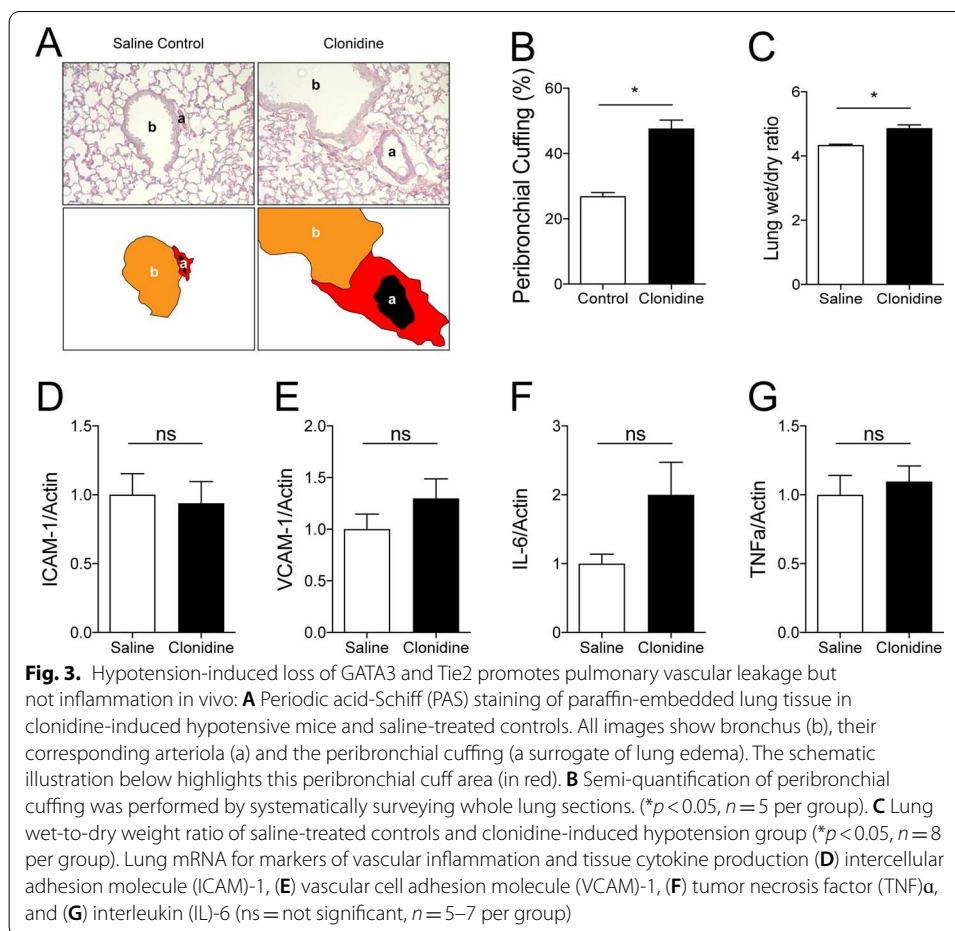 A
Saline Control
Clonidine
b
a
b
a
b
a
b
a
B
Peribronchial Cuffing (%)
60
40
20
0
*
Control
Clonidine
C
Lung wet/dry ratio
6
4
2
0
*
Saline
Clonidine
D
ICAM-1/Actin
1.5
1.0
0.5
0.0
ns
Saline
Clonidine
E
VCAM-1/Actin
2.0
1.5
1.0
0.5
0.0
ns
Saline
Clonidine
F
IL-6/Actin
3
2
1
0
ns
Saline
Clonidine
G
TNFa/Actin
1.5
1.0
0.5
0.0
ns
Saline
Clonidine
Fig. 3. Hypotension-induced loss of GATA3 and Tie2 promotes pulmonary vascular leakage but
not inflammation in vivo: A Periodic acid-Schiff (PAS) staining of paraffin-embedded lung tissue in
clonidine-induced hypotensive mice and saline-treated controls. All images show bronchus (b), their
corresponding arteriola (a) and the peribronchial cuffing (a surrogate of lung edema). The schematic
illustration below highlights this peribronchial cuff area (in red). B Semi-quantification of peribronchial
cuffing was performed by systematically surveying whole lung sections. (*p < 0.05, n = 5 per group). C Lung
wet-to-dry weight ratio of saline-treated controls and clonidine-induced hypotension group (*p < 0.05, n = 8
per group). Lung mRNA for markers of vascular inflammation and tissue cytokine production (D) intercellular
adhesion molecule (ICAM)-1, (E) vascular cell adhesion molecule (VCAM)-1, (F) tumor necrosis factor (TNF)α,
and (G) interleukin (IL)-6 (ns = not significant, n = 5–7 per group)